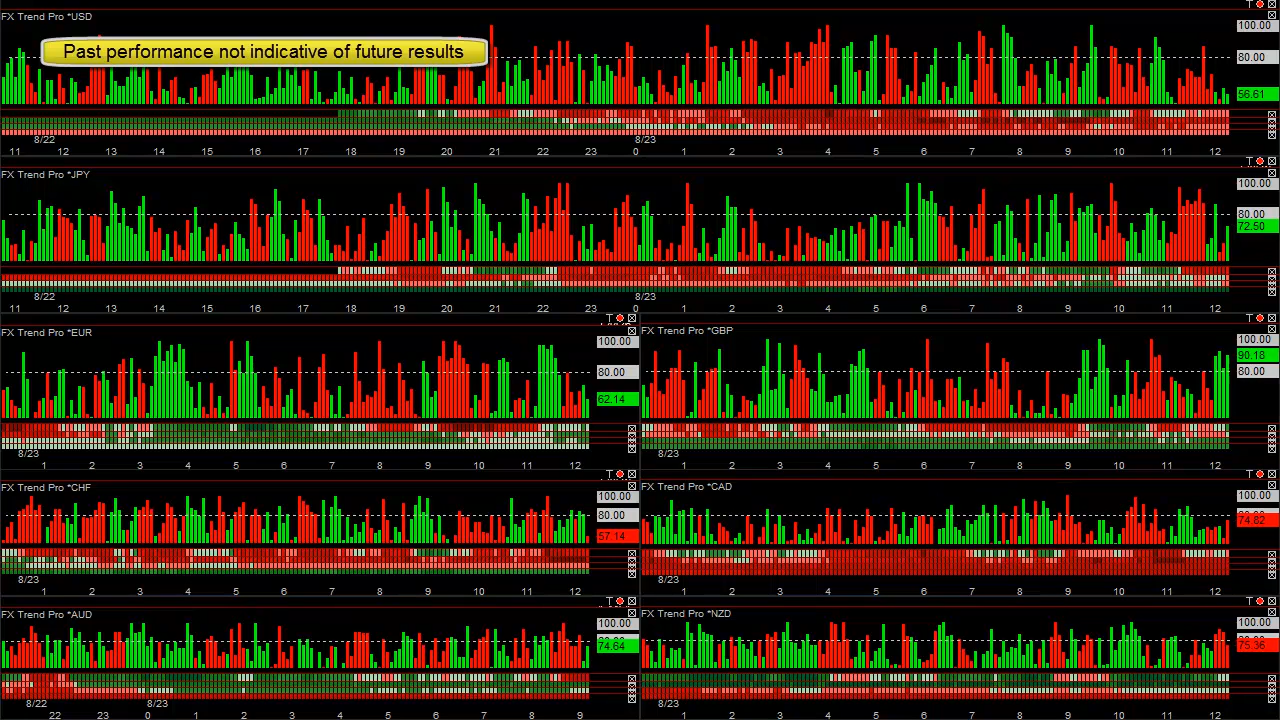 T
FX Trend Pro *USD
100.00
Past performance not indicative of future results
80.00
56.61
8/22 8/23
11 12 13 14 15 16 17 18 19 20 21 22 23 0 1 2 3 4 5 6 7 8 9 10 11 12
T
FX Trend Pro *JPY
100.00
80.00
72.50
8/22 8/23
11 12 13 14 15 16 17 18 19 20 21 22 23 0 1 2 3 4 5 6 7 8 9 10 11 12
T
FX Trend Pro *EUR
100.00
80.00
62.14
8/23
1 2 3 4 5 6 7 8 9 10 11 12
T
FX Trend Pro *GBP
100.00
90.18
80.00
8/23
1 2 3 4 5 6 7 8 9 10 11 12
T
FX Trend Pro *CHF
100.00
80.00
57.14
8/23
1 2 3 4 5 6 7 8 9 10 11 12
T
FX Trend Pro *CAD
100.00
74.82
8/23
1 2 3 4 5 6 7 8 9 10 11 12
T
FX Trend Pro *AUD
100.00
74.64
8/22 8/23
22 23 0 1 2 3 4 5 6 7 8 9
T
FX Trend Pro *NZD
100.00
75.36
8/23
1 2 3 4 5 6 7 8 9 10 11 12